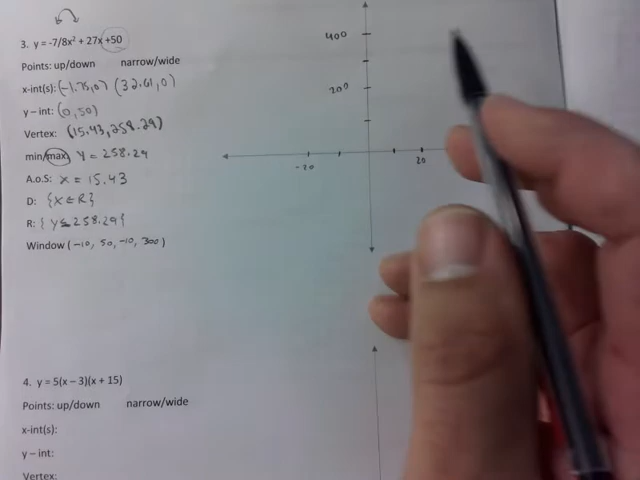 3. y = -7/8x² + 27x +50
Points: up/down narrow/wide
x-int(s): (-1.75,0) (32.61,0)
y – int: (0,50)
Vertex: (15.43, 258.29)
min/max: y = 258.29
A.o.S: x = 15.43
D: {x ∈ R}
R: { y ≤ 258.29}
Window (-10, 50, -10, 300)
400
200
-20
20
4. y = 5(x – 3)(x + 15)
Points: up/down narrow/wide
x-int(s):
y – int:
Vertex: